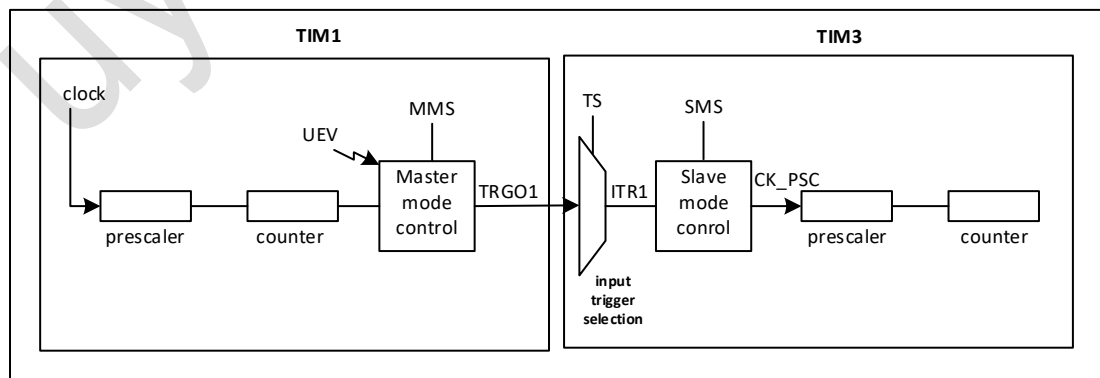 TIM1
TIM3
clock
MMS
UEV
TS
SMS
Master
mode
control
TRGO1
ITR1
Slave
mode
conrol
CK_PSC
prescaler
counter
prescaler
counter
input
trigger
selection
uy